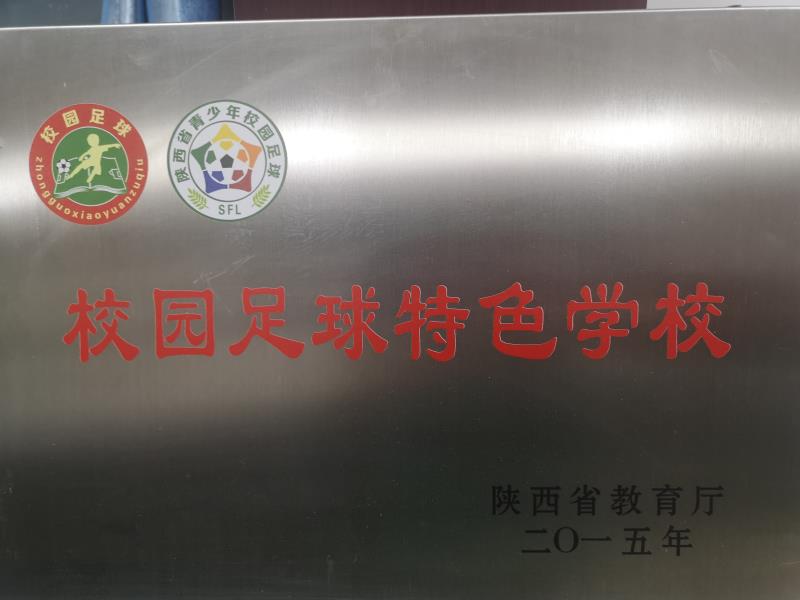 校园足球
zhongguoxiaoyuanzuqiu
陕西省青少年校园足球
SFL
校园足球特色学校
陕西省教育厅
二〇一五年